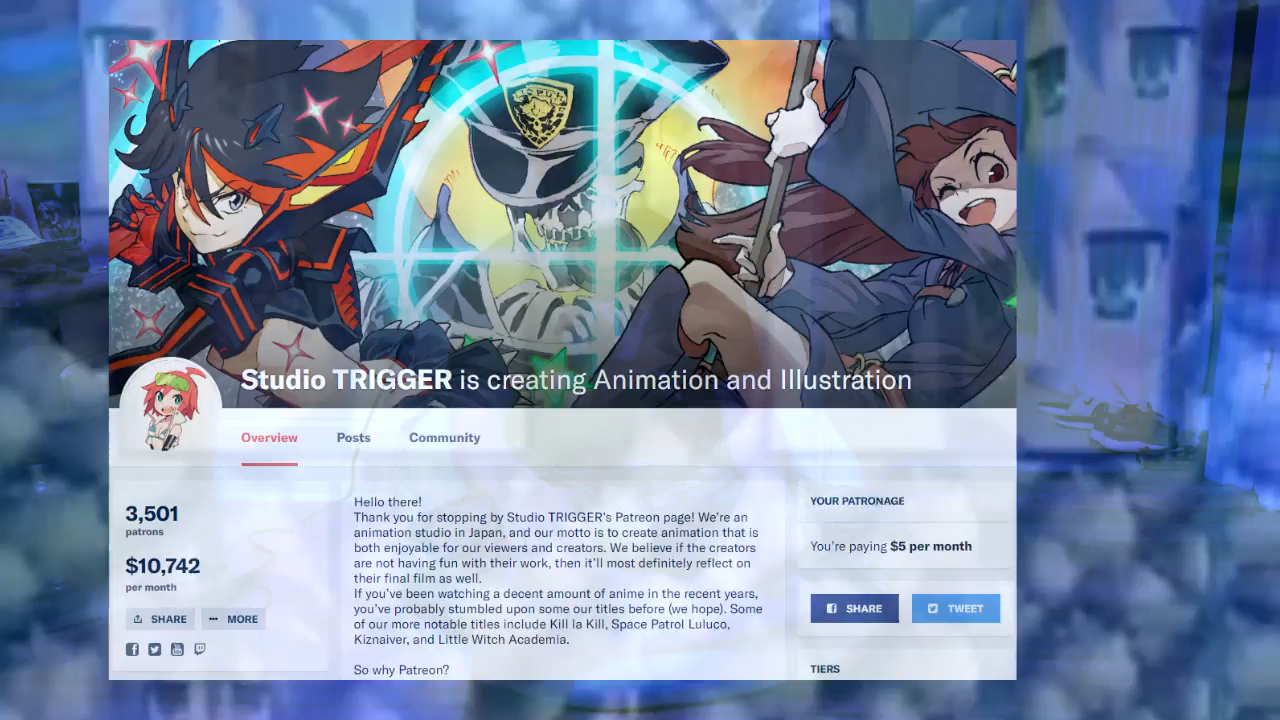 Studio TRIGGER is creating Animation and Illustration
Overview Posts Community
3,501
patrons
$10,742
per month
SHARE MORE
Hello there!
Thank you for stopping by Studio TRIGGER's Patreon page! We're an
animation studio in Japan, and our motto is to create animation that is
both enjoyable for our viewers and creators. We believe if the creators
are not having fun with their work, then it'll most definitely reflect on
their final film as well.
If you've been watching a decent amount of anime in the recent years,
you've probably stumbled upon some our titles before (we hope). Some
of our more notable titles include Kill la Kill, Space Patrol Luluco,
Kiznaiver, and Little Witch Academia.
So why Patreon?
YOUR PATRONAGE
You're paying $5 per month
SHARE TWEET
TIERS